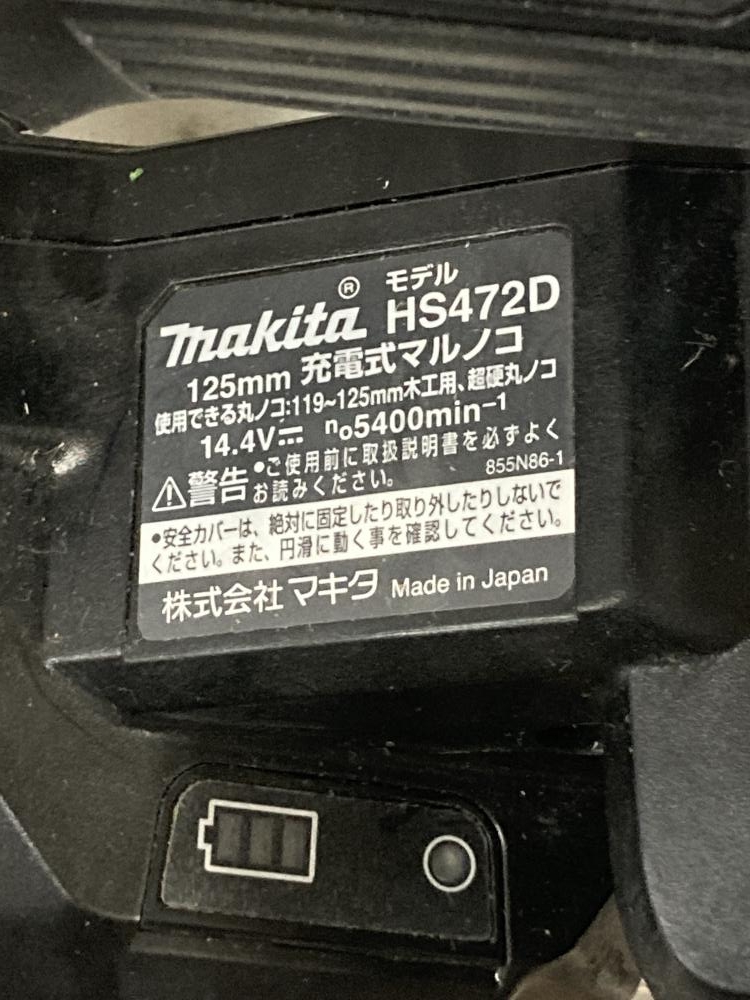 モデル
makita® HS472D
125mm 充電式マルノコ
使用できる丸ノコ:119~125mm木工用、超硬丸ノコ
14.4V⎓ n₀5400min⁻¹
⚠警告 •ご使用前に取扱説明書を必ずよく
お読みください。 855N86-1
•安全カバーは、絶対に固定したり取り外したりしないで
ください。また、円滑に動く事を確認してください。
株式会社マキタ Made in Japan